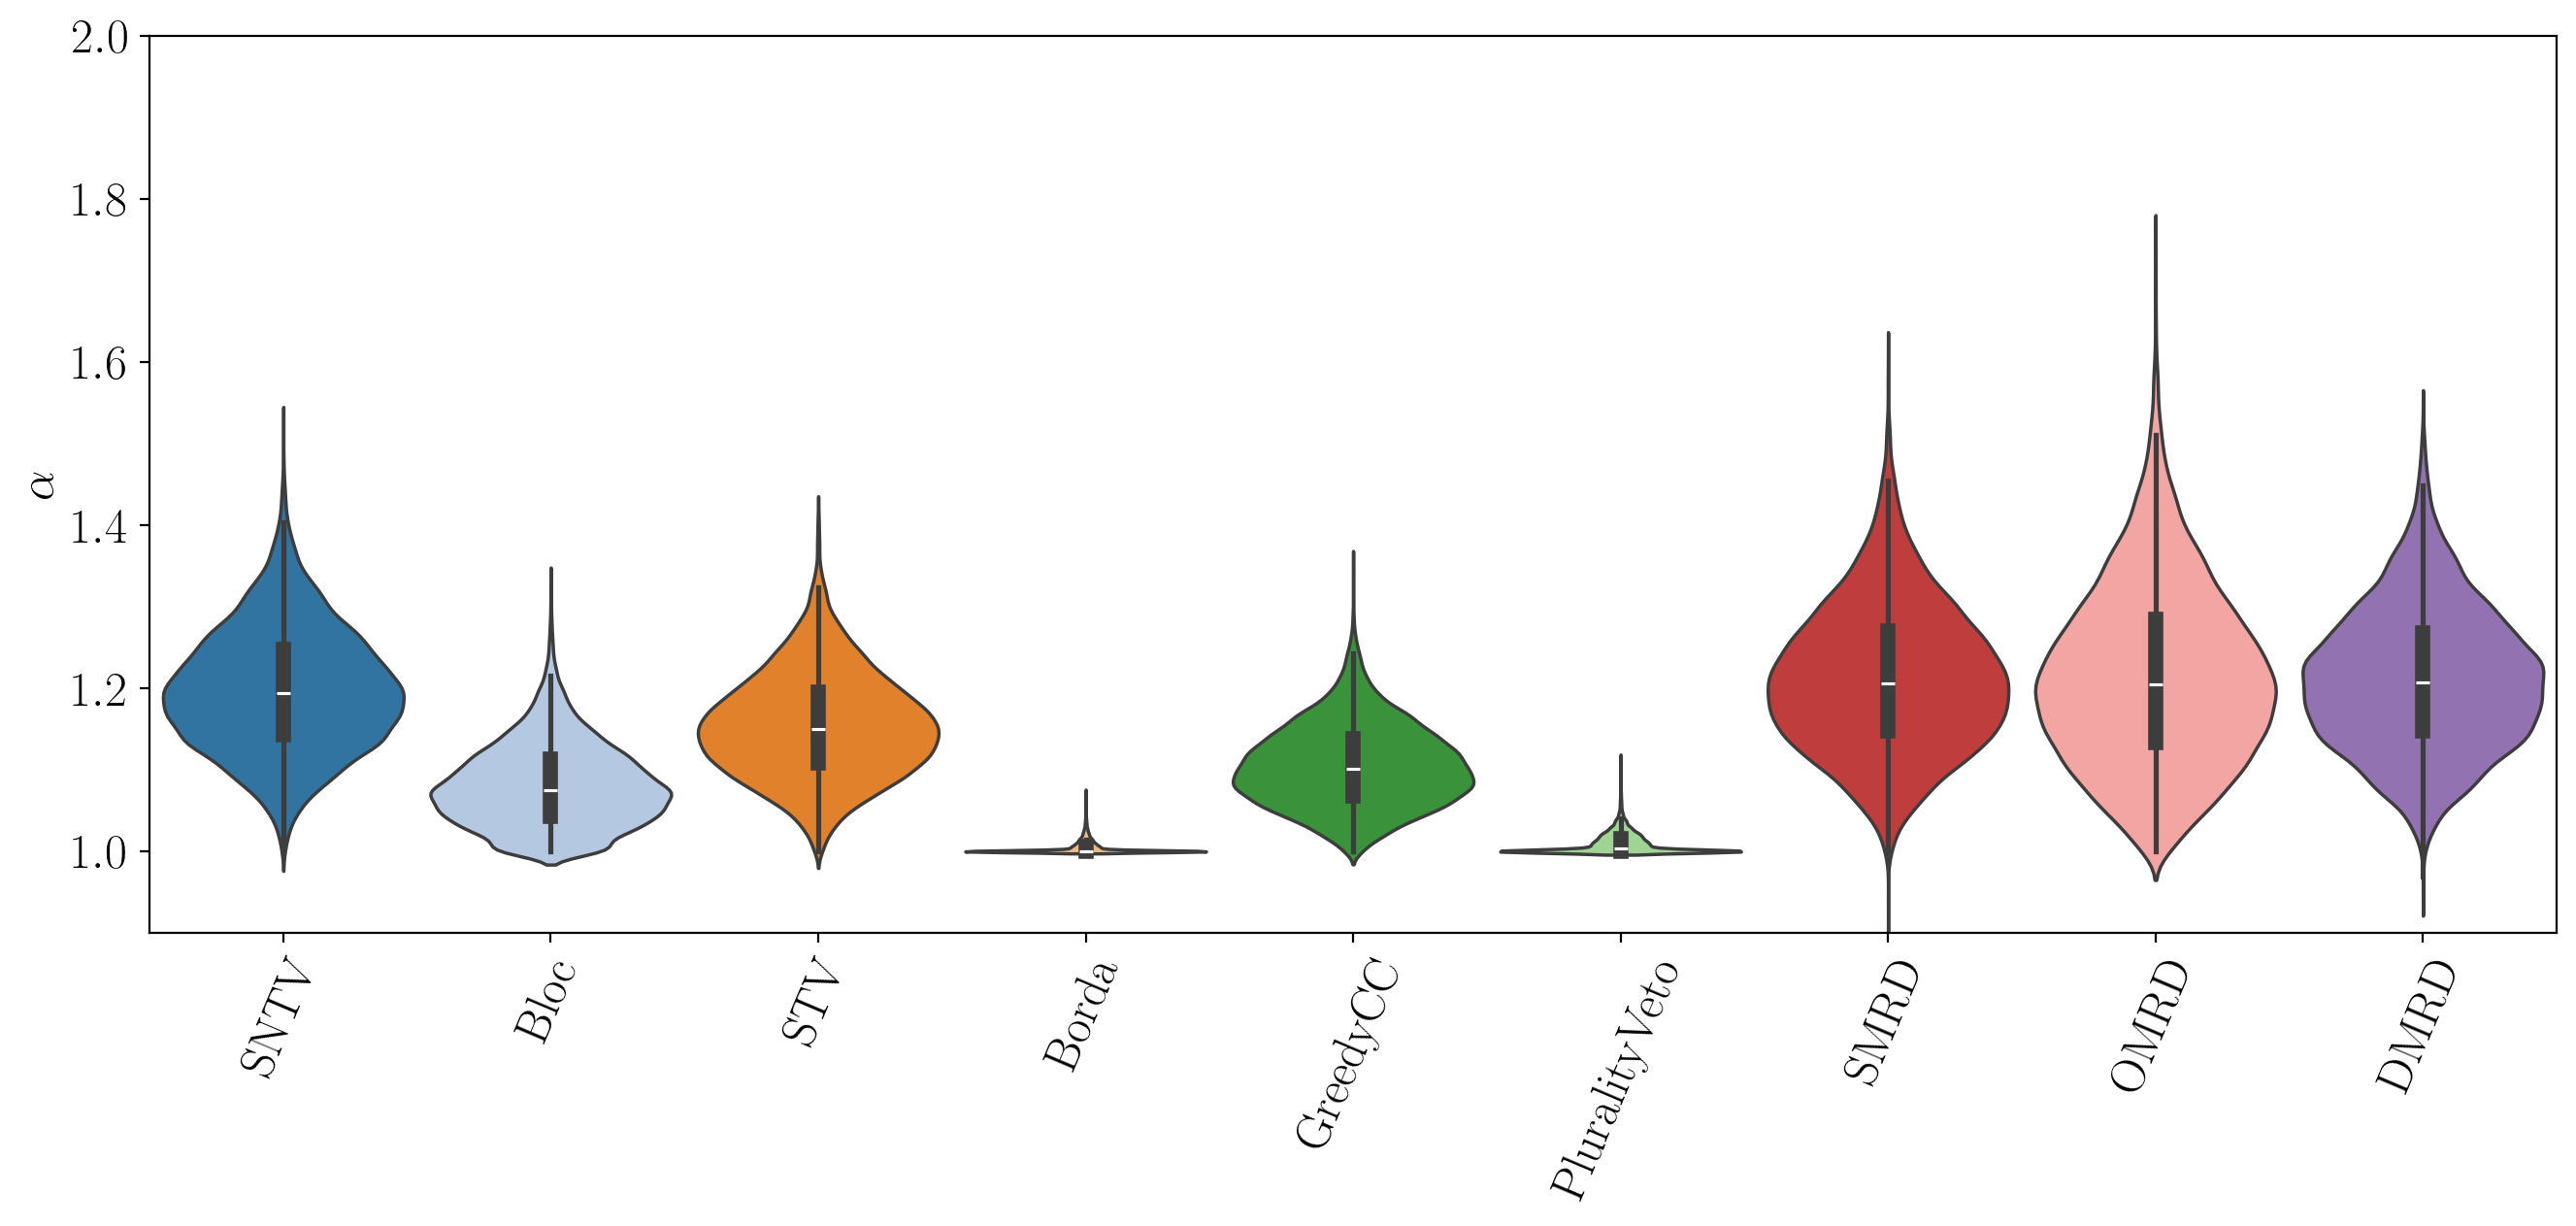 2.0
1.8
1.6
1.4
1.2
1.0
α
SNTV
Bloc
STV
Borda
GreedyCC
PluralityVeto
SMRD
OMRD
DMRD